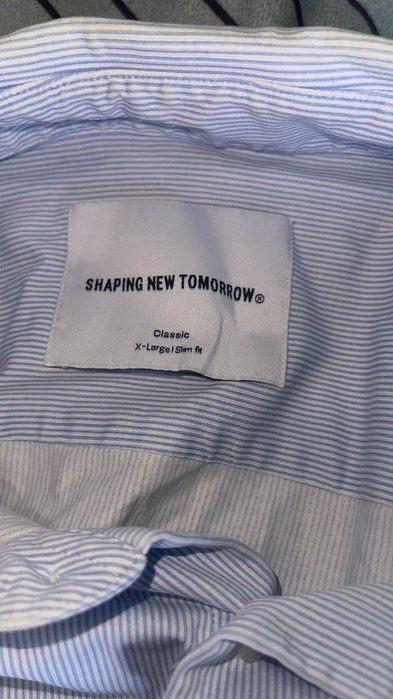 SHAPING NEW TOMORROW®
Classic
X-Large | Slim fit